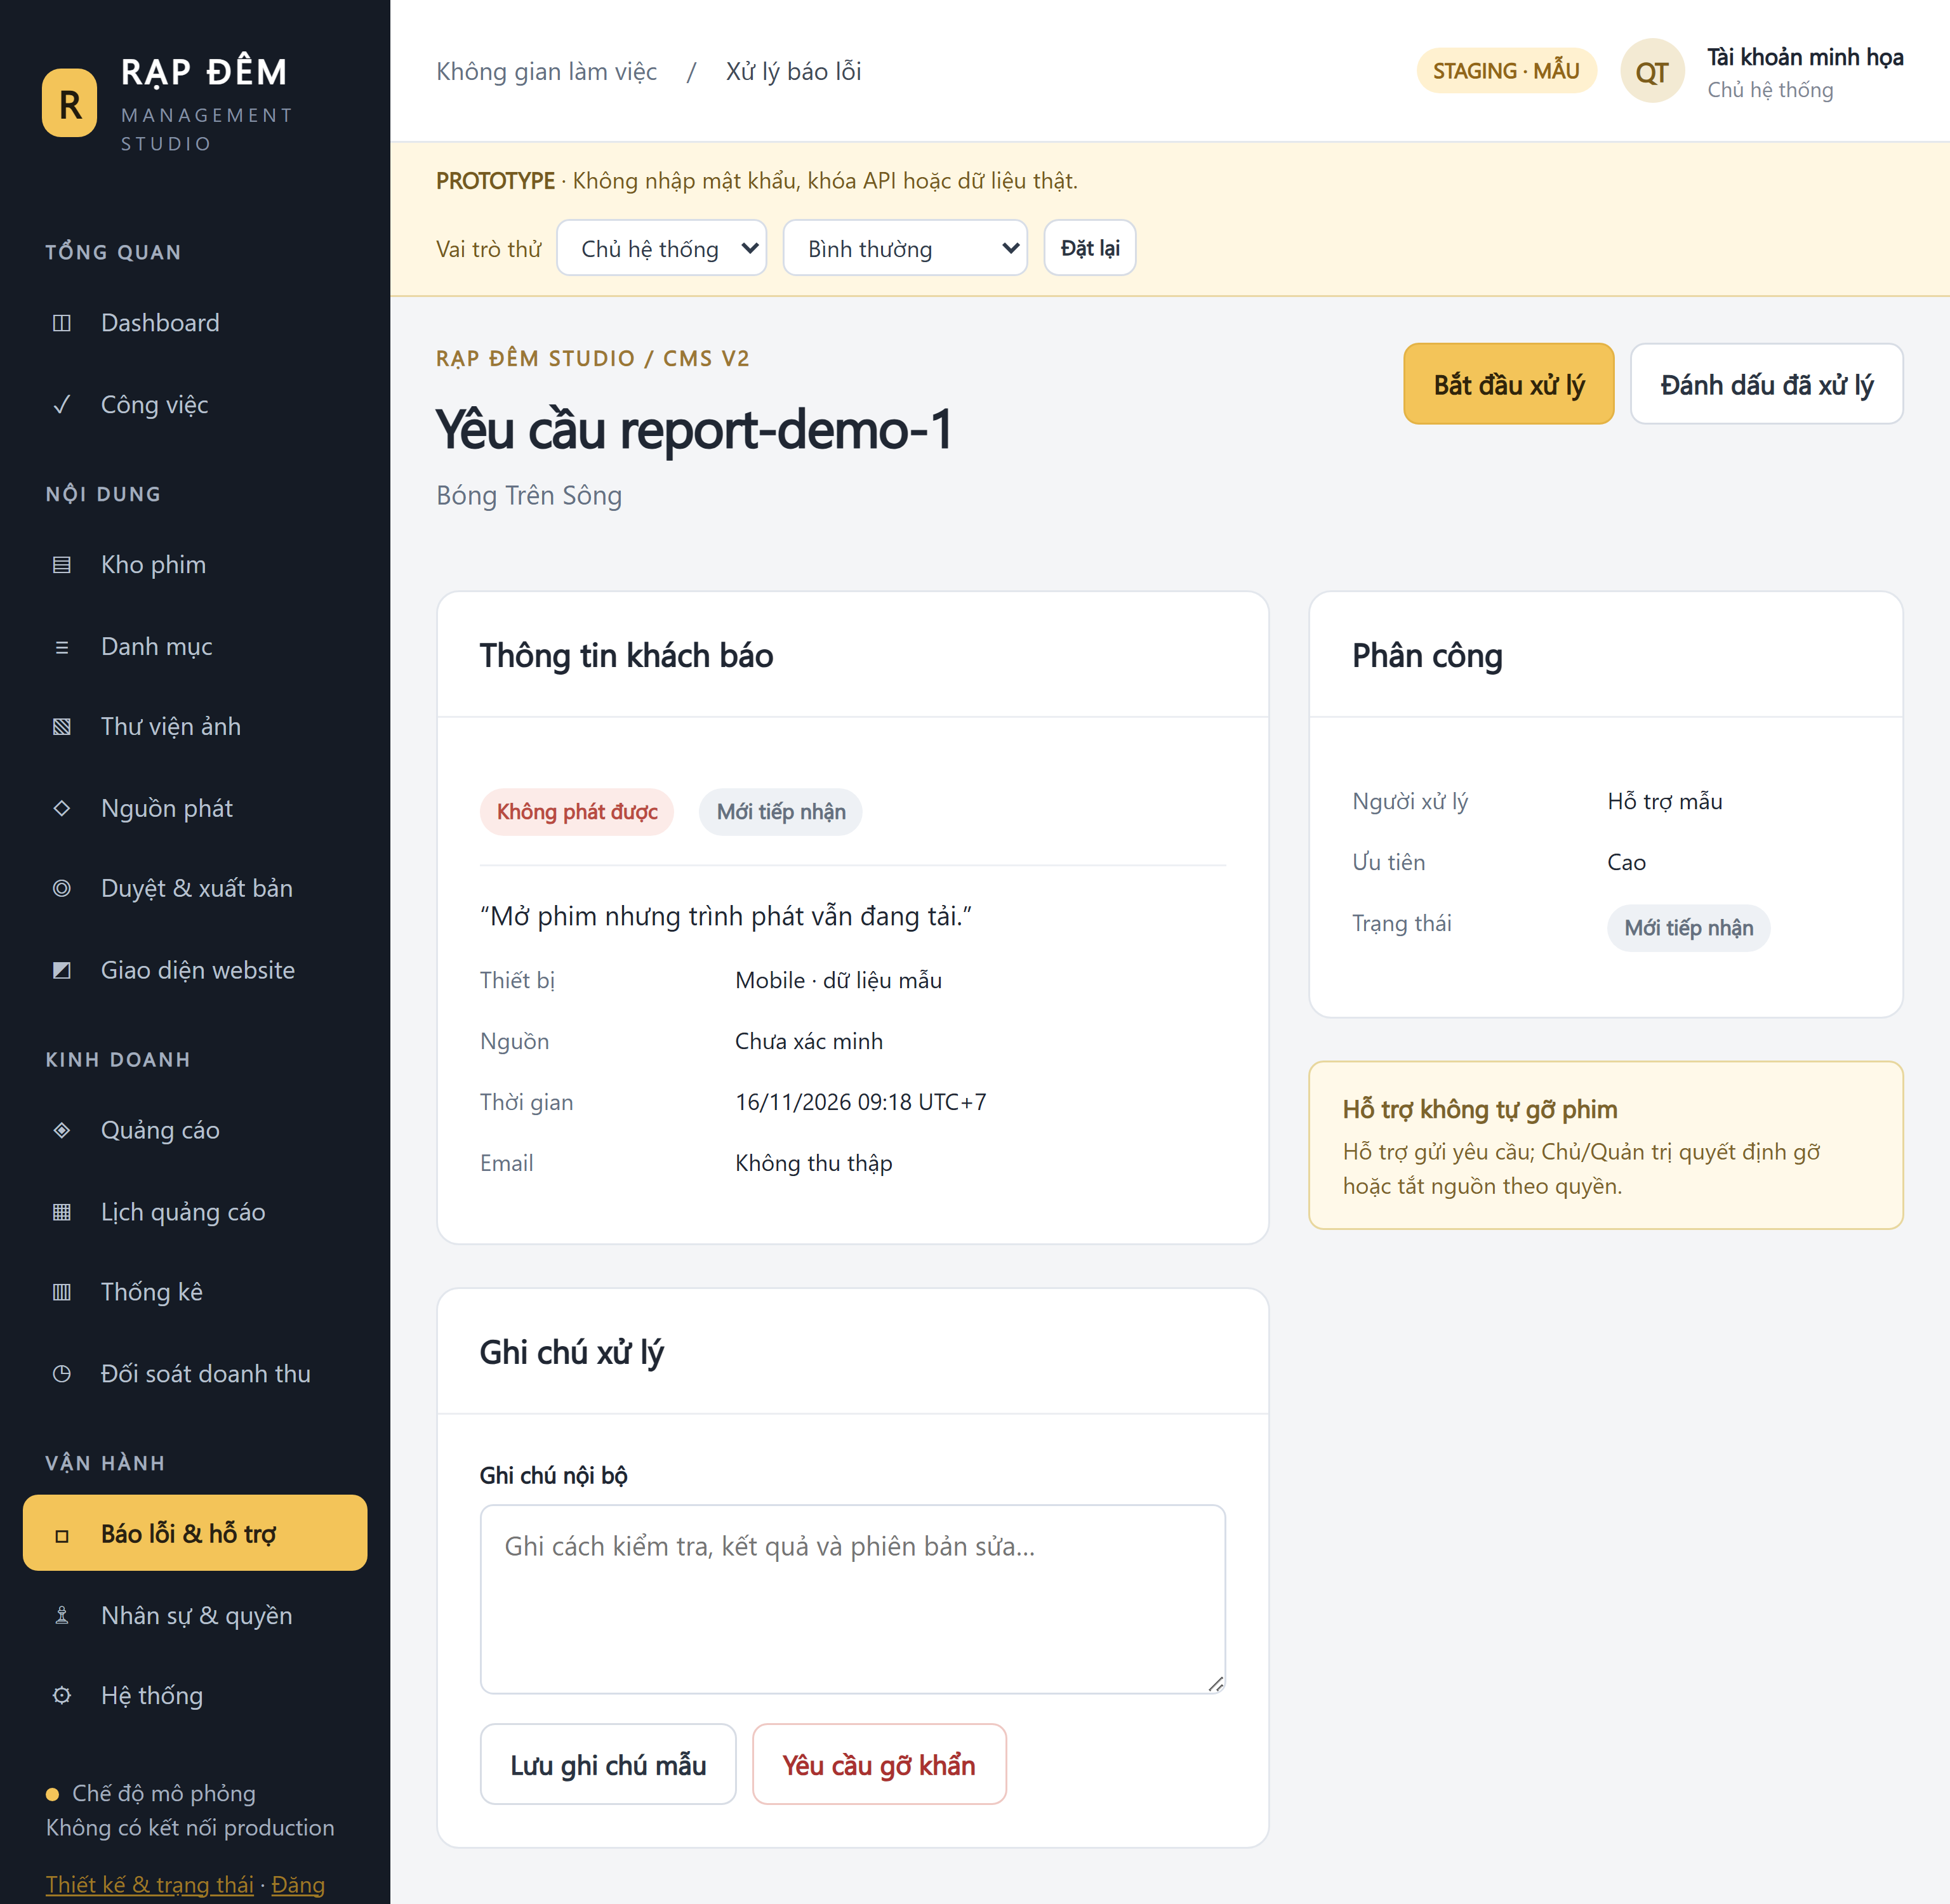 R
RẠP ĐÊM
MANAGEMENT
STUDIO
TỔNG QUAN
Dashboard
Công việc
NỘI DUNG
Kho phim
Danh mục
Thư viện ảnh
Nguồn phát
Duyệt & xuất bản
Giao diện website
KINH DOANH
Quảng cáo
Lịch quảng cáo
Thống kê
Đối soát doanh thu
VẬN HÀNH
Báo lỗi & hỗ trợ
Nhân sự & quyền
Hệ thống
Chế độ mô phỏng
Không có kết nối production
Thiết kế & trạng thái · Đăng
Không gian làm việc / Xử lý báo lỗi
STAGING · MẪU
QT
Tài khoản minh họa
Chủ hệ thống
PROTOTYPE · Không nhập mật khẩu, khóa API hoặc dữ liệu thật.
Vai trò thử Chủ hệ thống Bình thường Đặt lại
RẠP ĐÊM STUDIO / CMS V2
Yêu cầu report-demo-1
Bóng Trên Sông
Bắt đầu xử lý
Đánh dấu đã xử lý
Thông tin khách báo
Không phát được Mới tiếp nhận
“Mở phim nhưng trình phát vẫn đang tải.”
Thiết bị Mobile · dữ liệu mẫu
Nguồn Chưa xác minh
Thời gian 16/11/2026 09:18 UTC+7
Email Không thu thập
Phân công
Người xử lý Hỗ trợ mẫu
Ưu tiên Cao
Trạng thái Mới tiếp nhận
Hỗ trợ không tự gỡ phim
Hỗ trợ gửi yêu cầu; Chủ/Quản trị quyết định gỡ
hoặc tắt nguồn theo quyền.
Ghi chú xử lý
Ghi chú nội bộ
Ghi cách kiểm tra, kết quả và phiên bản sửa...
Lưu ghi chú mẫu
Yêu cầu gỡ khẩn